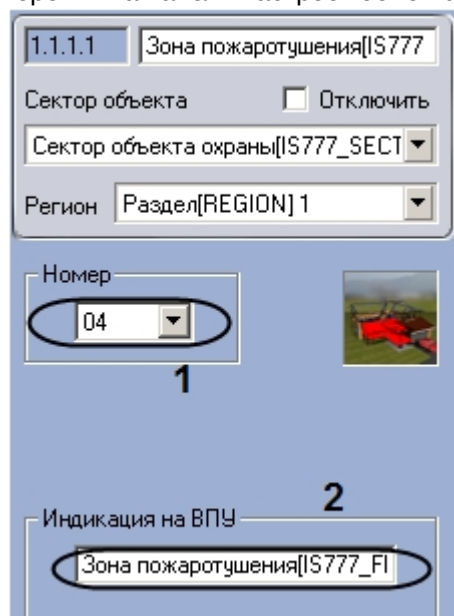 1.1.1.1 Зона пожаротушения[IS777
Сектор объекта Отключить
Сектор объекта охраны[IS777_SECT
Регион Раздел[REGION] 1
Номер
04
1
2
Индикация на ВПУ
Зона пожаротушения[IS777_FI